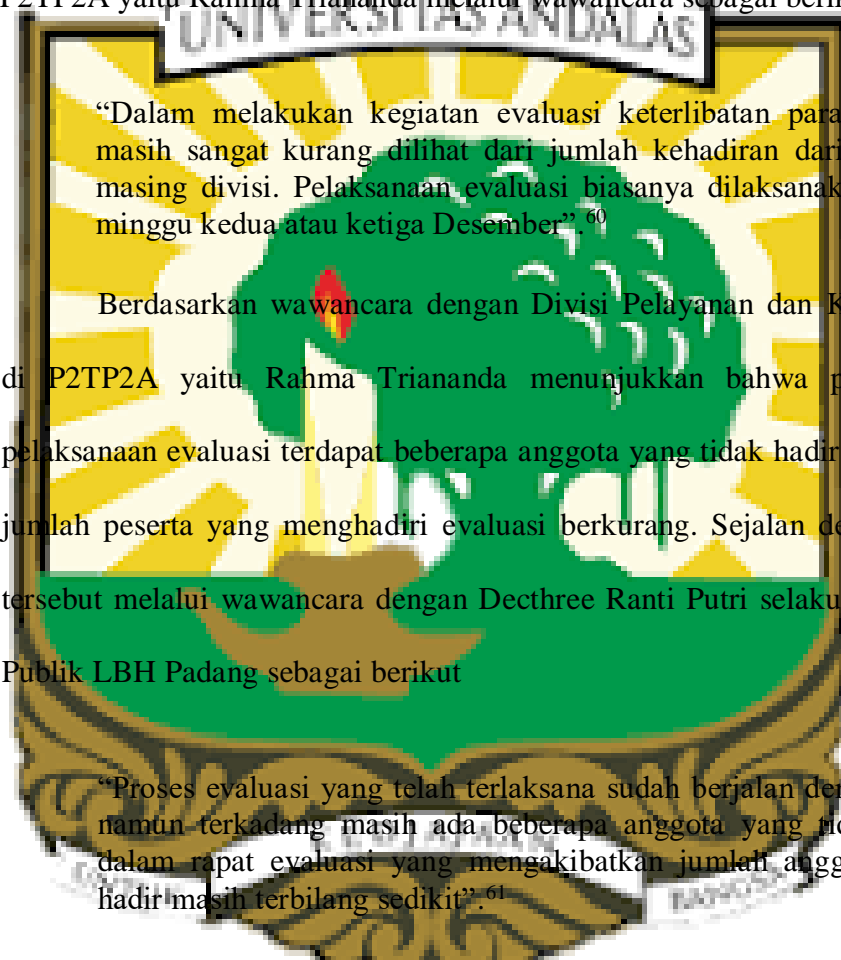 P2TP2A yaitu Rahma Triananda melalui wawancara sebagai beri
UNIVERSITAS ANDALAS
“Dalam melakukan kegiatan evaluasi keterlibatan para
masih sangat kurang dilihat dari jumlah kehadiran dari
masing divisi. Pelaksanaan evaluasi biasanya dilaksanak
minggu kedua atau ketiga Desember”.60
Berdasarkan wawancara dengan Divisi Pelayanan dan K
di P2TP2A yaitu Rahma Triananda menunjukkan bahwa p
pelaksanaan evaluasi terdapat beberapa anggota yang tidak hadir
jumlah peserta yang menghadiri evaluasi berkurang. Sejalan de
tersebut melalui wawancara dengan Decthree Ranti Putri selaku
Publik LBH Padang sebagai berikut
“Proses evaluasi yang telah terlaksana sudah berjalan den
namun terkadang masih ada beberapa anggota yang tid
dalam rapat evaluasi yang mengakibatkan jumlah angg
hadir masih terbilang sedikit”.61
BANGSA